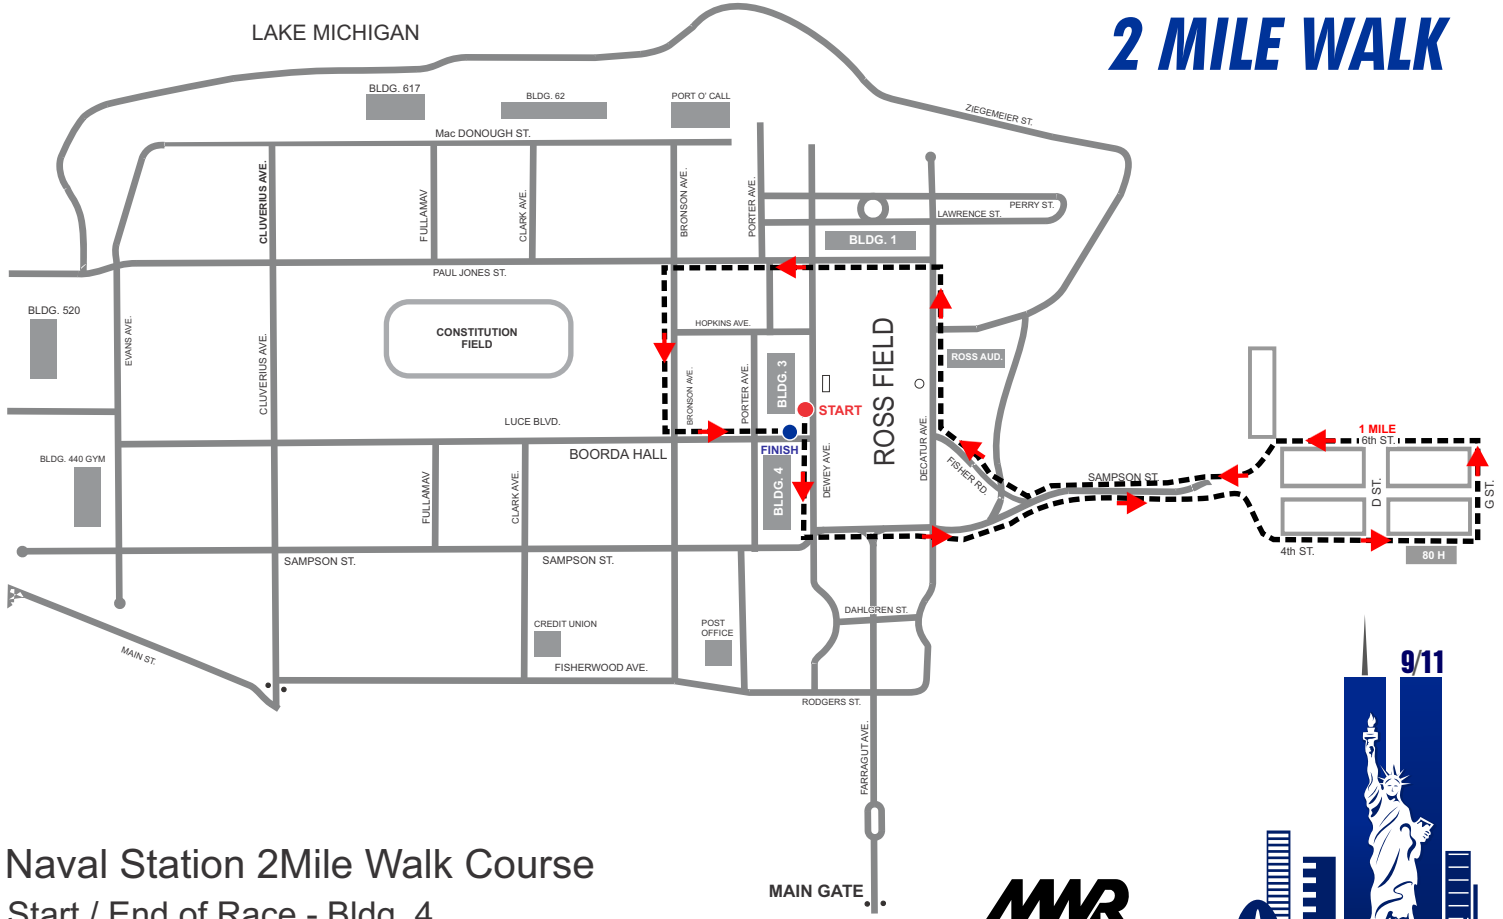 2 MILE WALK
LAKE MICHIGAN
BLDG. 617
BLDG. 62
PORT O' CALL
ZIEGEMEIER ST.
Mac DONOUGH ST.
CLUVERIUS AVE.
FULLAMAV
CLARK AVE.
BRONSON AVE.
PORTER AVE.
PERRY ST.
LAWRENCE ST.
BLDG. 1
PAUL JONES ST.
BLDG. 520
EVANS AVE.
CLUVERIUS AVE.
CONSTITUTION
FIELD
HOPKINS AVE.
BRONSON AVE.
PORTER AVE.
BLDG. 3
START
ROSS FIELD
ROSS AUD.
LUCE BLVD.
FINISH
DEWEY AVE.
DECATUR AVE.
FISHER RD.
1 MILE
6th ST.
BLDG. 440 GYM
FULLAMAV
CLARK AVE.
BOORDA HALL
BLDG. 4
SAMPSON ST.
D ST.
G ST.
4th ST.
80 H
SAMPSON ST.
SAMPSON ST.
MAIN ST.
CREDIT UNION
POST
OFFICE
DAHLGREN ST.
FISHERWOOD AVE.
RODGERS ST.
9/11
FARRAGUT AVE.
Naval Station 2Mile Walk Course
MAIN GATE
MWR
Start / End of Race - Bldg. 4